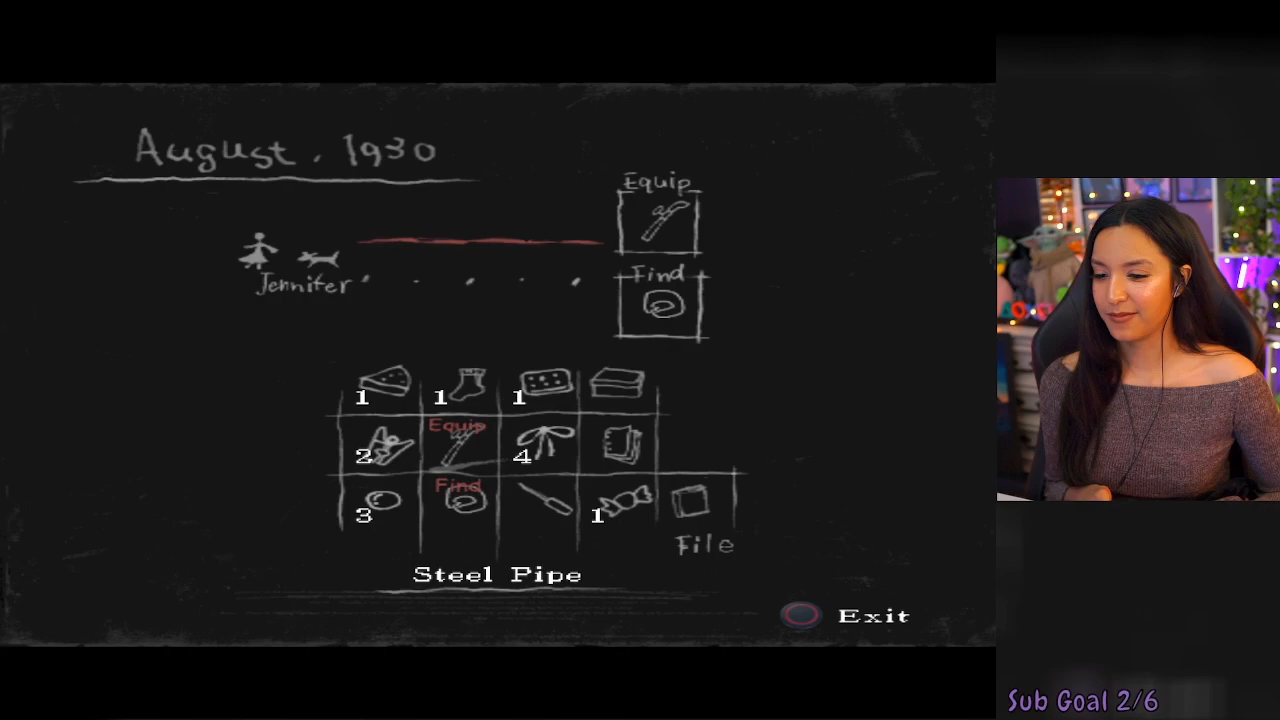 August. 1930
Equip
Find
Jennifer
1
1
1
2
Equip
4
3
Find
1
File
Steel Pipe
Exit
Sub Goal 2/6